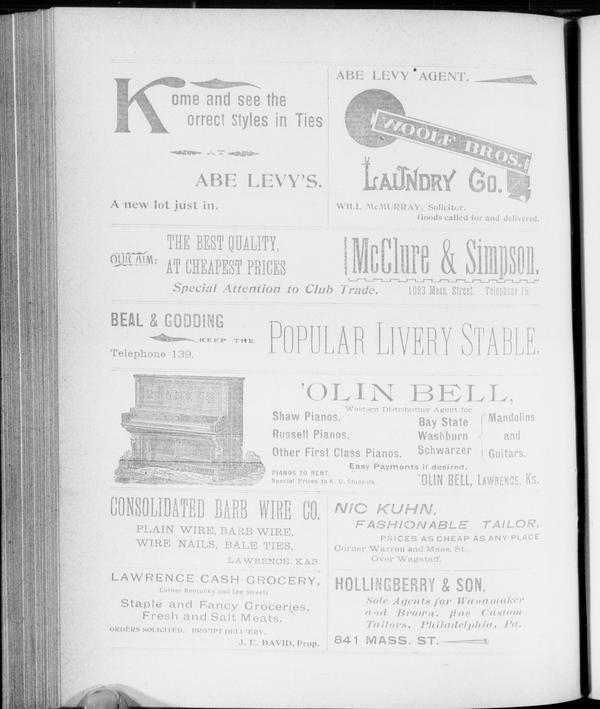 Kome and see the
orrect styles in Ties
AT
ABE LEVY'S.
A new lot just in.
ABE LEVY AGENT.
WOOLF BROS.
LAUNDRY CO.
WILL McMURRAY, Solicitor.
Goods called for and delivered.
OUR AIM:
THE BEST QUALITY,
AT CHEAPEST PRICES
Special Attention to Club Trade.
McClure & Simpson.
1023 Mass. Street. Telephone 15.
BEAL & GODDING
KEEP THE
Telephone 139.
POPULAR LIVERY STABLE.
'OLIN BELL,
Western Distributing Agent for
Shaw Pianos.
Russell Pianos.
Other First Class Pianos.
Bay State
Washburn
Schwarzer
Mandolins
and
Guitars.
Easy Payments if desired.
PIANOS TO RENT.
Special Prices to K. U. Students.
'OLIN BELL, LAWRENCE, Ks.
CONSOLIDATED BARB WIRE CO.
PLAIN WIRE, BARB WIRE,
WIRE NAILS, BALE TIES,
LAWRENCE, KAS.
NIC KUHN,
FASHIONABLE TAILOR,
PRICES AS CHEAP AS ANY PLACE
Corner Warren and Mass. St.,
Over Wagstaff.
LAWRENCE CASH GROCERY,
Corner Kentucky and Lee Streets
Staple and Fancy Groceries,
Fresh and Salt Meats.
ORDERS SOLICITED. PROMPT DELIVERY.
J. E. DAVID, Prop.
HOLLINGBERRY & SON,
Sole Agents for Wanamaker
and Brown, fine Custom
Tailors, Philadelphia, Pa.
841 MASS. ST.